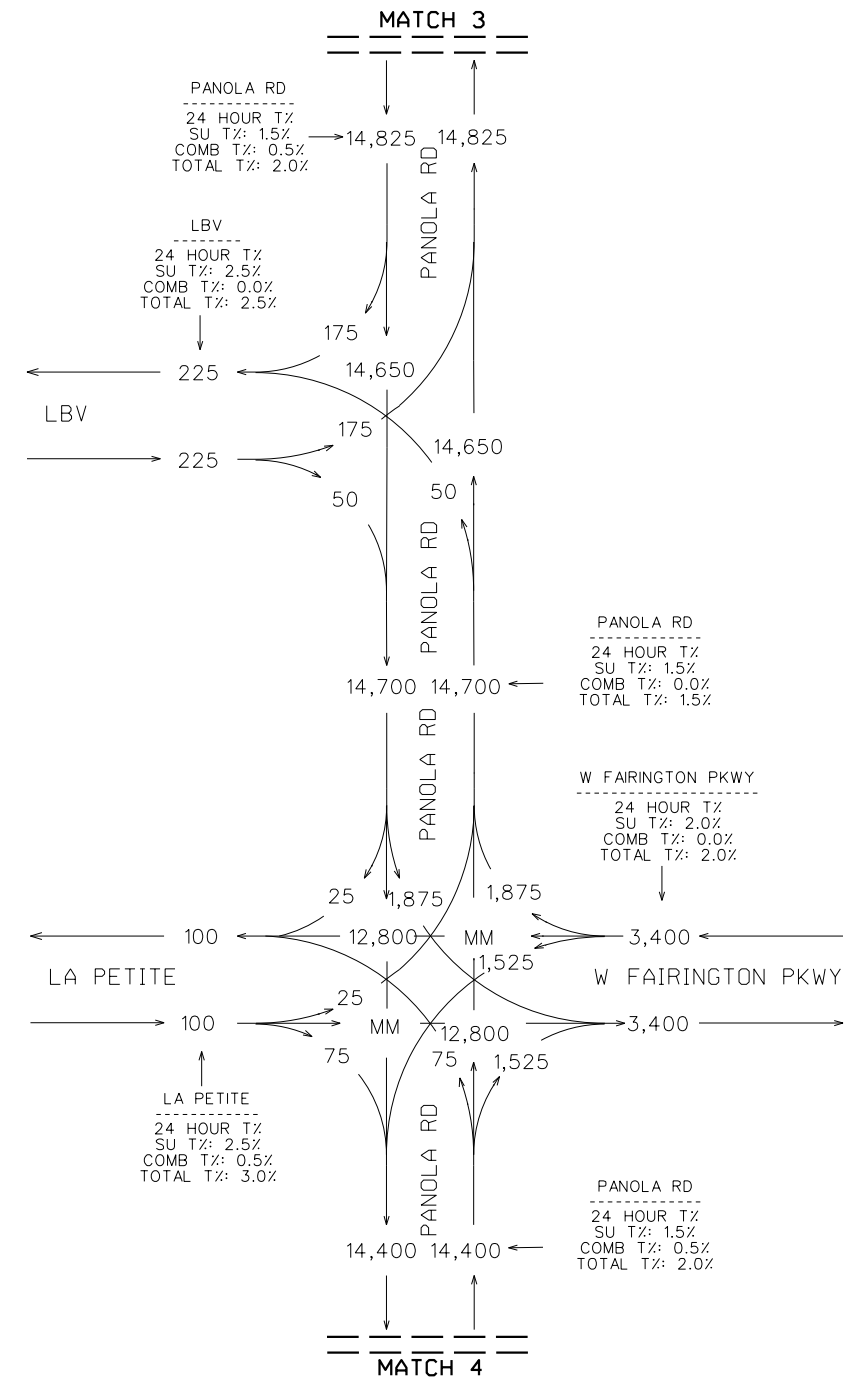 MATCH 3
PANOLA RD
24 HOUR T%
SU T%: 1.5%
COMB T%: 0.5%
TOTAL T%: 2.0%
14,825 14,825
PANOLA RD
LBV
24 HOUR T%
SU T%: 2.5%
COMB T%: 0.0%
TOTAL T%: 2.5%
175
225
14,650
LBV
175
14,650
225
50
50
PANOLA RD
PANOLA RD
24 HOUR T%
SU T%: 1.5%
COMB T%: 0.0%
TOTAL T%: 1.5%
14,700 14,700
PANOLA RD
W FAIRINGTON PKWY
24 HOUR T%
SU T%: 2.0%
COMB T%: 0.0%
TOTAL T%: 2.0%
25
1,875
1,875
100
12,800
MM
3,400
1,525
LA PETITE
W FAIRINGTON PKWY
25
100
MM
12,800
3,400
75
75
1,525
LA PETITE
24 HOUR T%
SU T%: 2.5%
COMB T%: 0.5%
TOTAL T%: 3.0%
PANOLA RD
PANOLA RD
24 HOUR T%
SU T%: 1.5%
COMB T%: 0.5%
TOTAL T%: 2.0%
14,400 14,400
MATCH 4